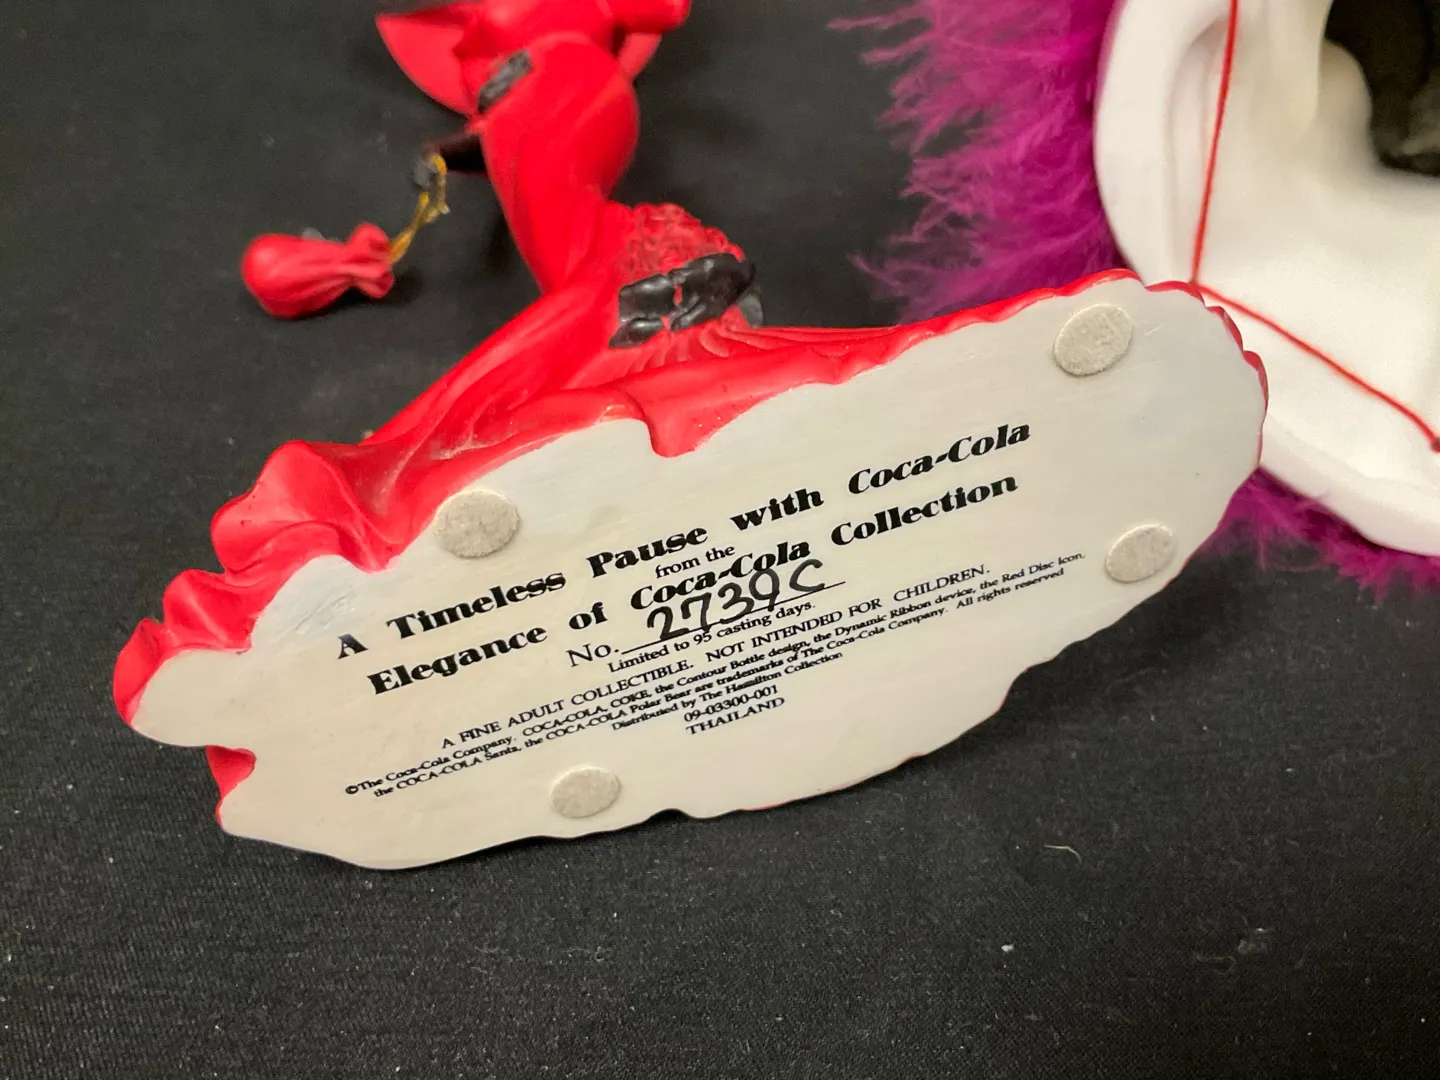 A Timeless Pause with Coca-Cola
from the
Elegance of Coca-Cola Collection
No. 2739C
Limited to 95 casting days.
A FINE ADULT COLLECTIBLE. NOT INTENDED FOR CHILDREN.
©The Coca-Cola Company. COCA-COLA, COKE, the Contour Bottle design, the Dynamic Ribbon device, the Red Disc Icon,
the COCA-COLA Santa, the COCA-COLA Polar Bear are trademarks of The Coca-Cola Company. All rights reserved
Distributed by The Hamilton Collection
09-03300-001
THAILAND